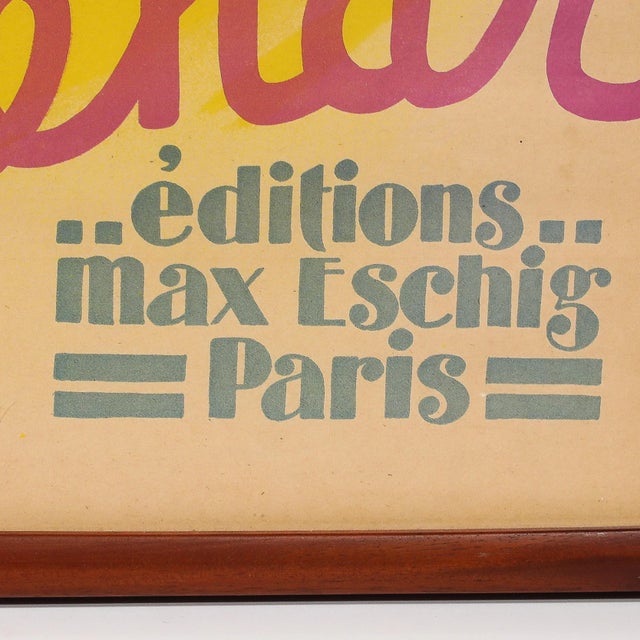 ..éditions..
max Eschig
=Paris=